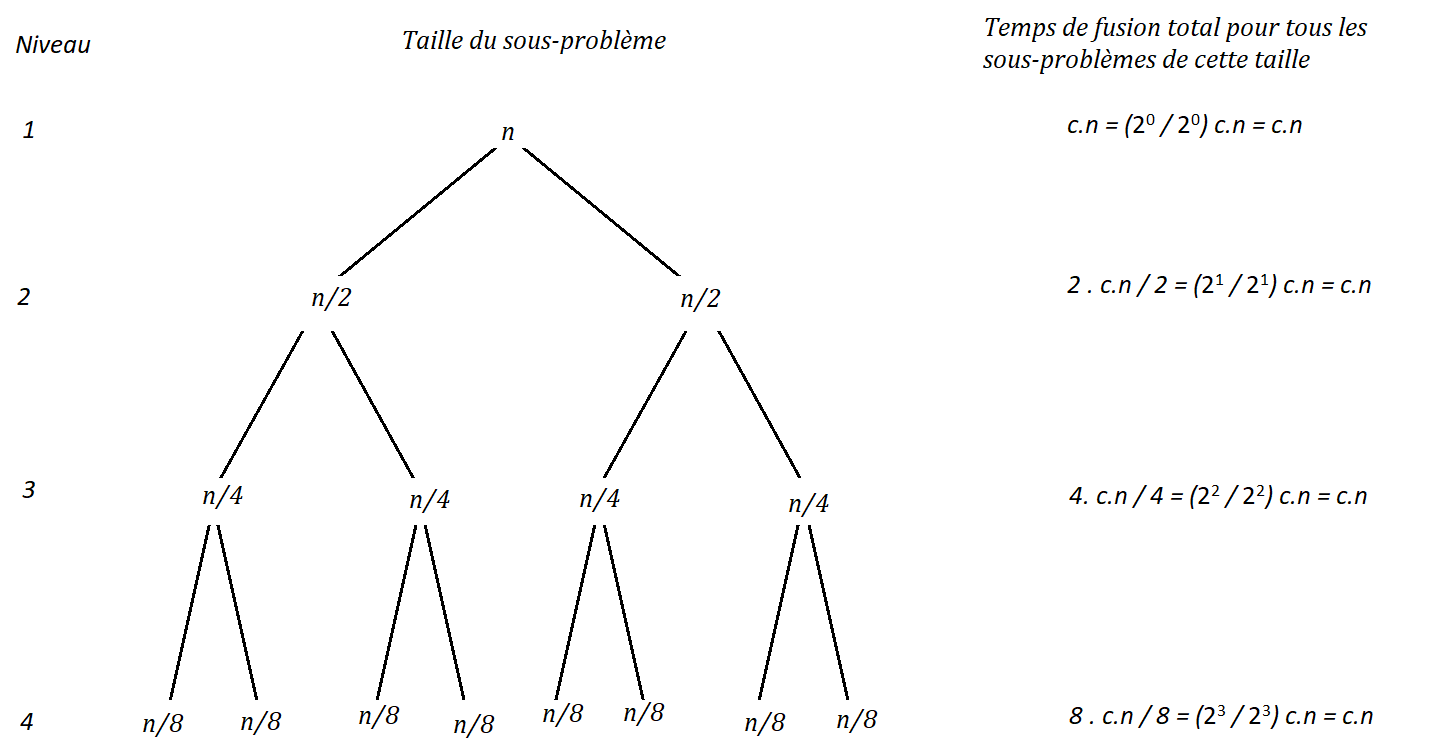 Niveau
Taille du sous-problème
Temps de fusion total pour tous les
sous-problèmes de cette taille
1
n
c.n = (2⁰ / 2⁰) c.n = c.n
2
n/2
n/2
2 . c.n / 2 = (2¹ / 2¹) c.n = c.n
3
n/4
n/4
n/4
n/4
4. c.n / 4 = (2² / 2²) c.n = c.n
4
n/8
n/8
n/8
n/8
n/8
n/8
n/8
n/8
8 . c.n / 8 = (2³ / 2³) c.n = c.n